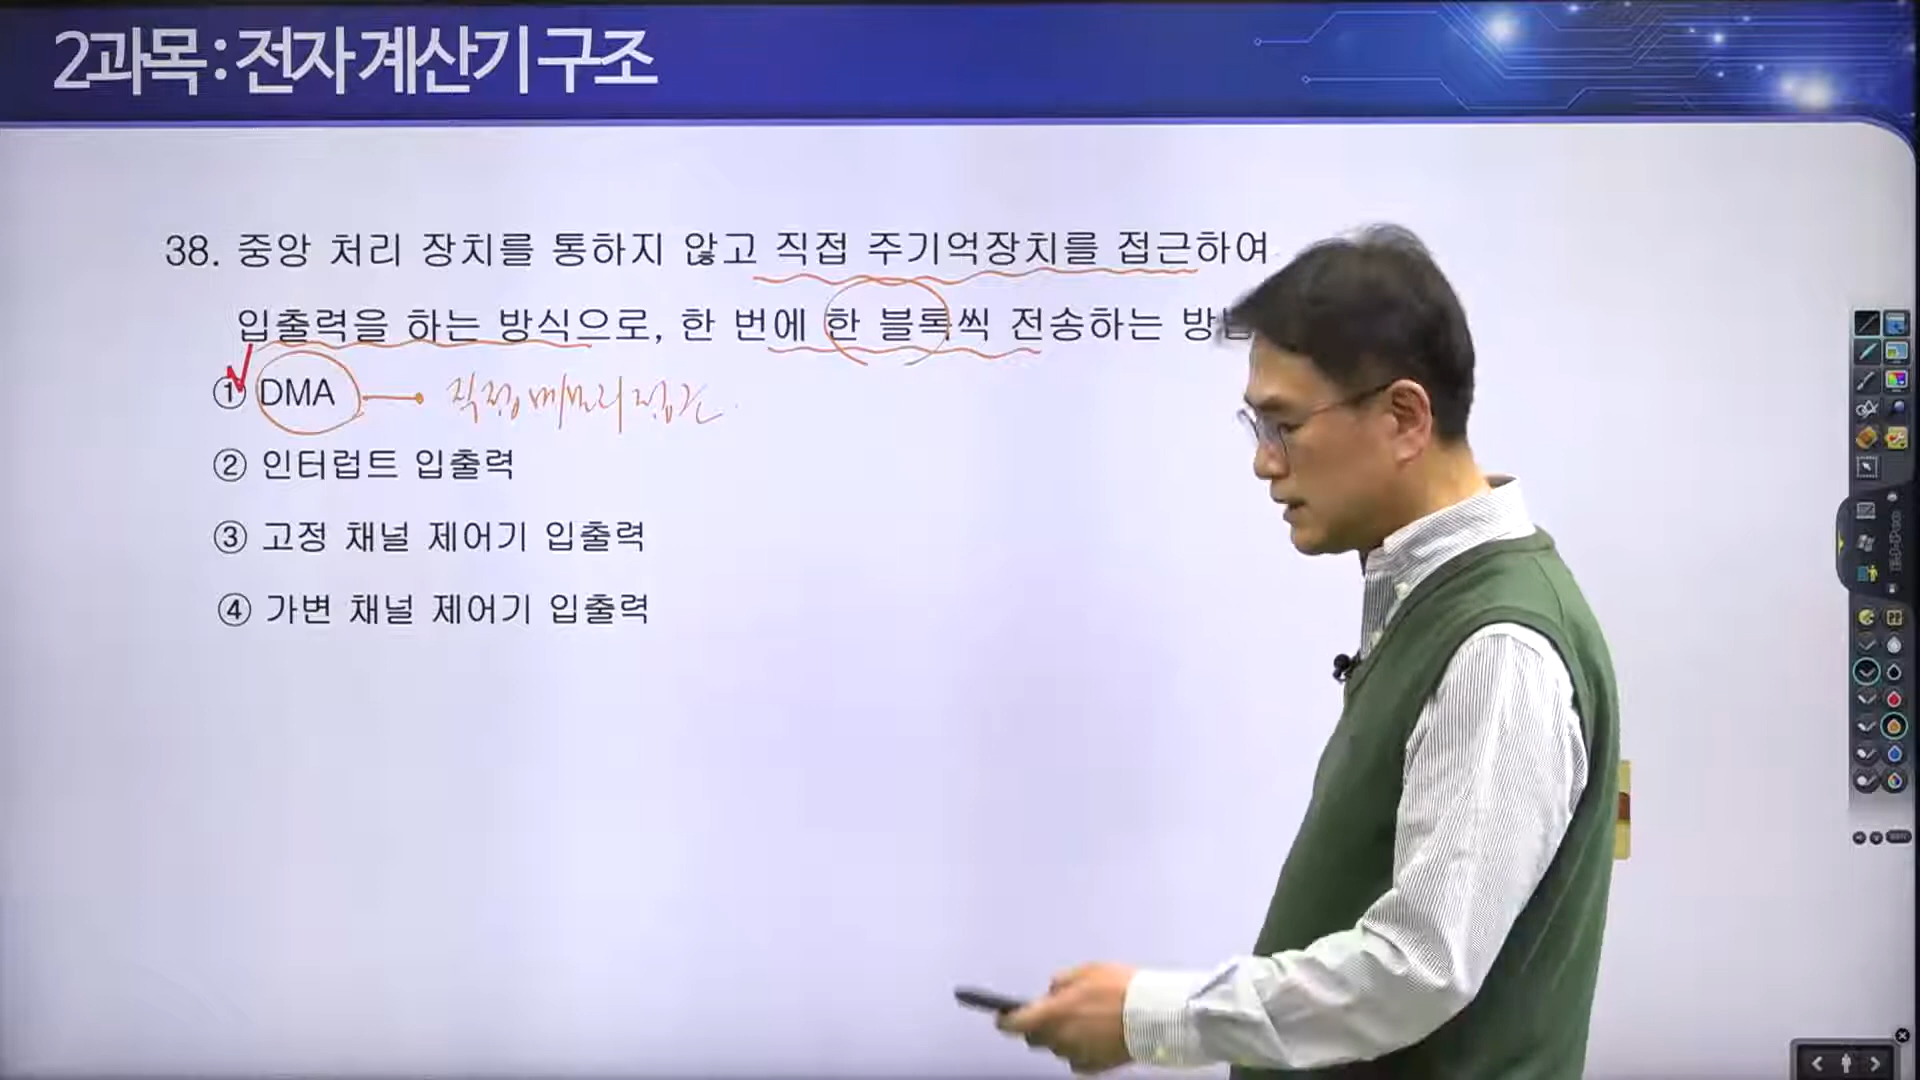 2과목 : 전자 계산기 구조
38. 중앙 처리 장치를 통하지 않고 직접 주기억장치를 접근하여
입출력을 하는 방식으로, 한 번에 한 블록씩 전송하는
① DMA 직접 메모리 접근
② 인터럽트 입출력
③ 고정 채널 제어기 입출력
④ 가변 채널 제어기 입출력